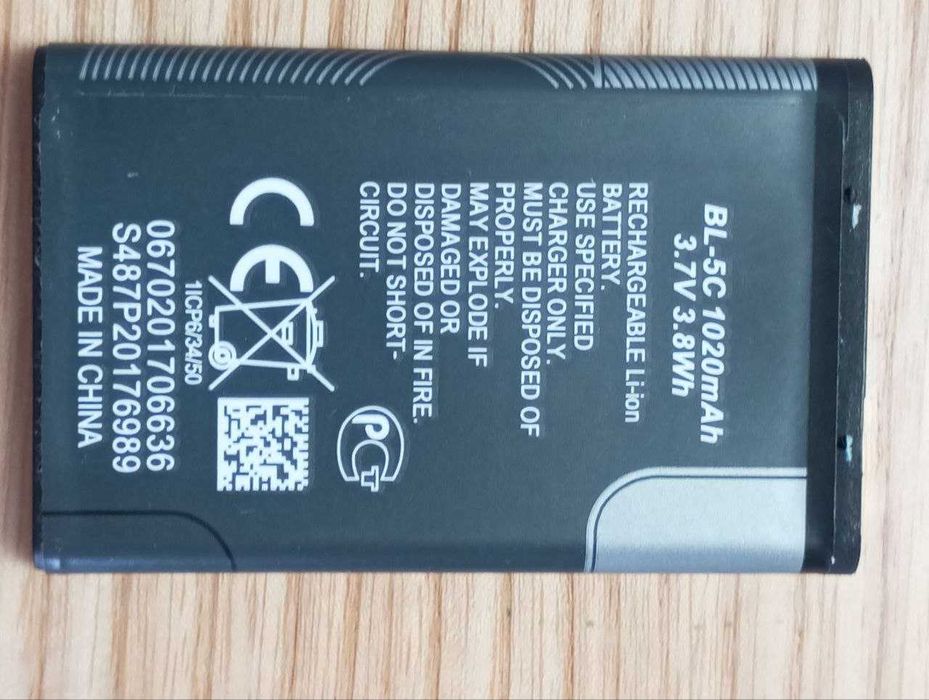 BL-5C 1020mAh
3.7V 3.8Wh
RECHARGEABLE Li-ion
BATTERY.
USE SPECIFIED
CHARGER ONLY.
MUST BE DISPOSED OF
PROPERLY.
MAY EXPLODE IF
DAMAGED OR
DISPOSED OF IN FIRE.
DO NOT SHORT-
CIRCUIT.
РСТ
CE
1ICP6/34/50
0670201706636
S487P20176989
MADE IN CHINA